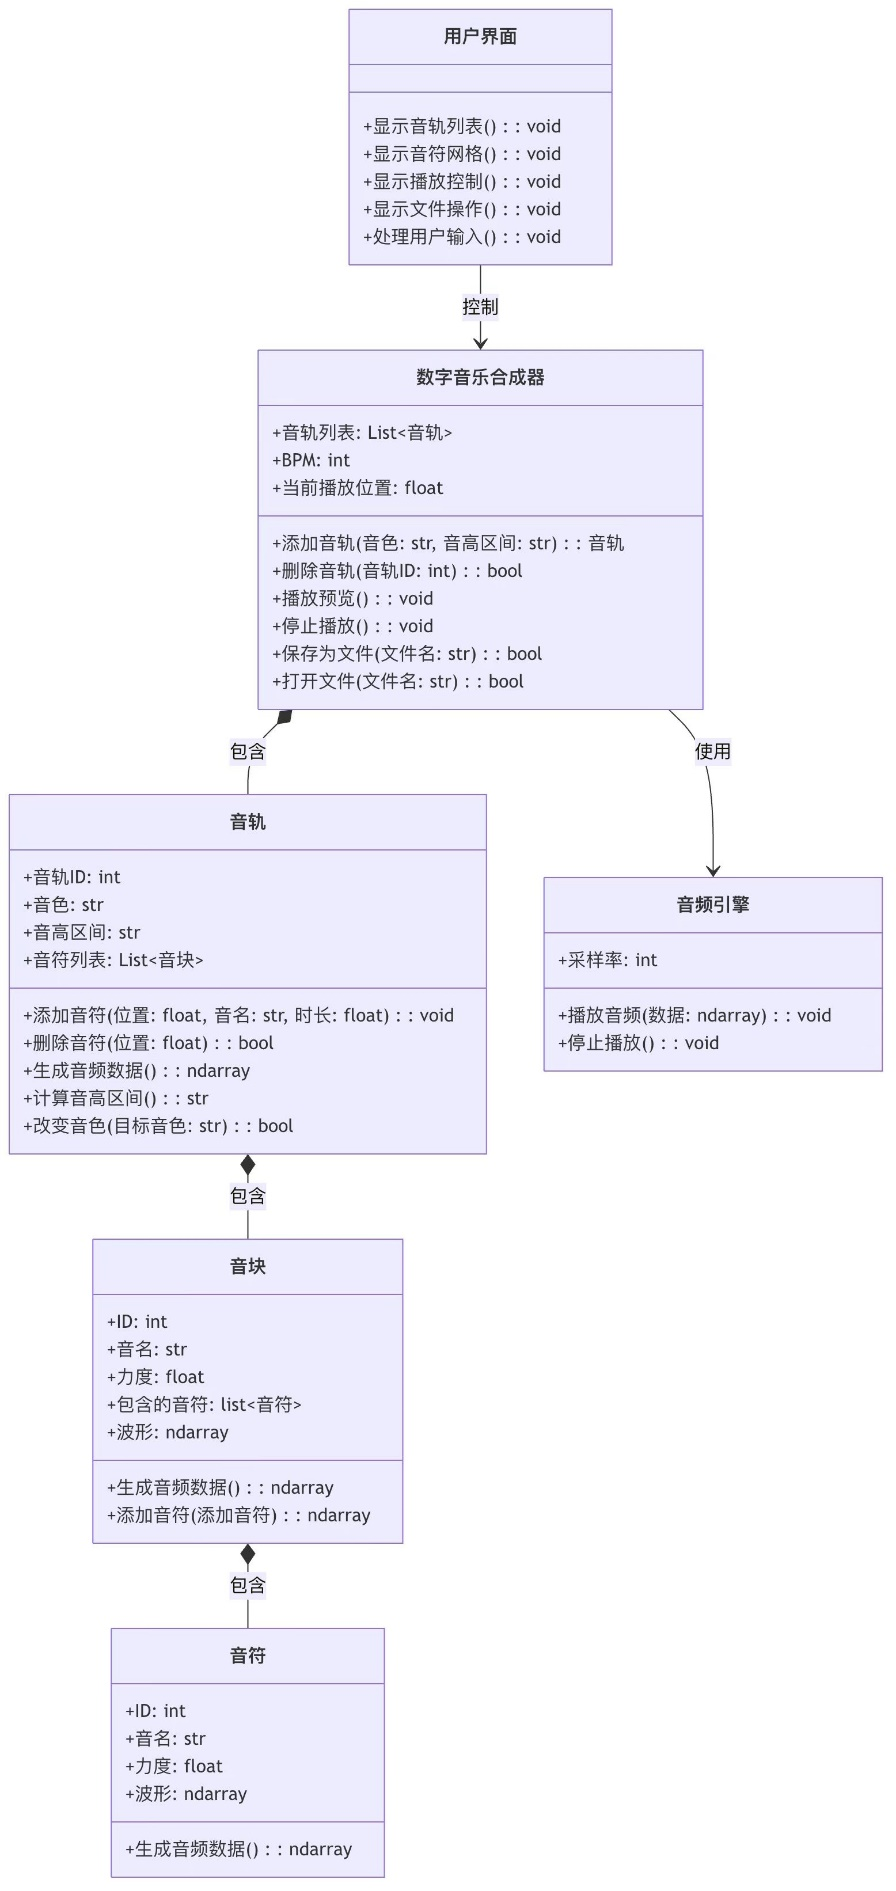 用户界面
+显示音轨列表() : : void
+显示音符网格() : : void
+显示播放控制() : : void
+显示文件操作() : : void
+处理用户输入() : : void
控制
数字音乐合成器
+音轨列表: List<音轨>
+BPM: int
+当前播放位置: float
+添加音轨(音色: str, 音高区间: str) : : 音轨
+删除音轨(音轨ID: int) : : bool
+播放预览() : : void
+停止播放() : : void
+保存为文件(文件名: str) : : bool
+打开文件(文件名: str) : : bool
包含
使用
音轨
+音轨ID: int
+音色: str
+音高区间: str
+音符列表: List<音块>
+添加音符(位置: float, 音名: str, 时长: float) : : void
+删除音符(位置: float) : : bool
+生成音频数据() : : ndarray
+计算音高区间() : : str
+改变音色(目标音色: str) : : bool
音频引擎
+采样率: int
+播放音频(数据: ndarray) : : void
+停止播放() : : void
包含
音块
+ID: int
+音名: str
+力度: float
+包含的音符: list<音符>
+波形: ndarray
+生成音频数据() : : ndarray
+添加音符(添加音符) : : ndarray
包含
音符
+ID: int
+音名: str
+力度: float
+波形: ndarray
+生成音频数据() : : ndarray